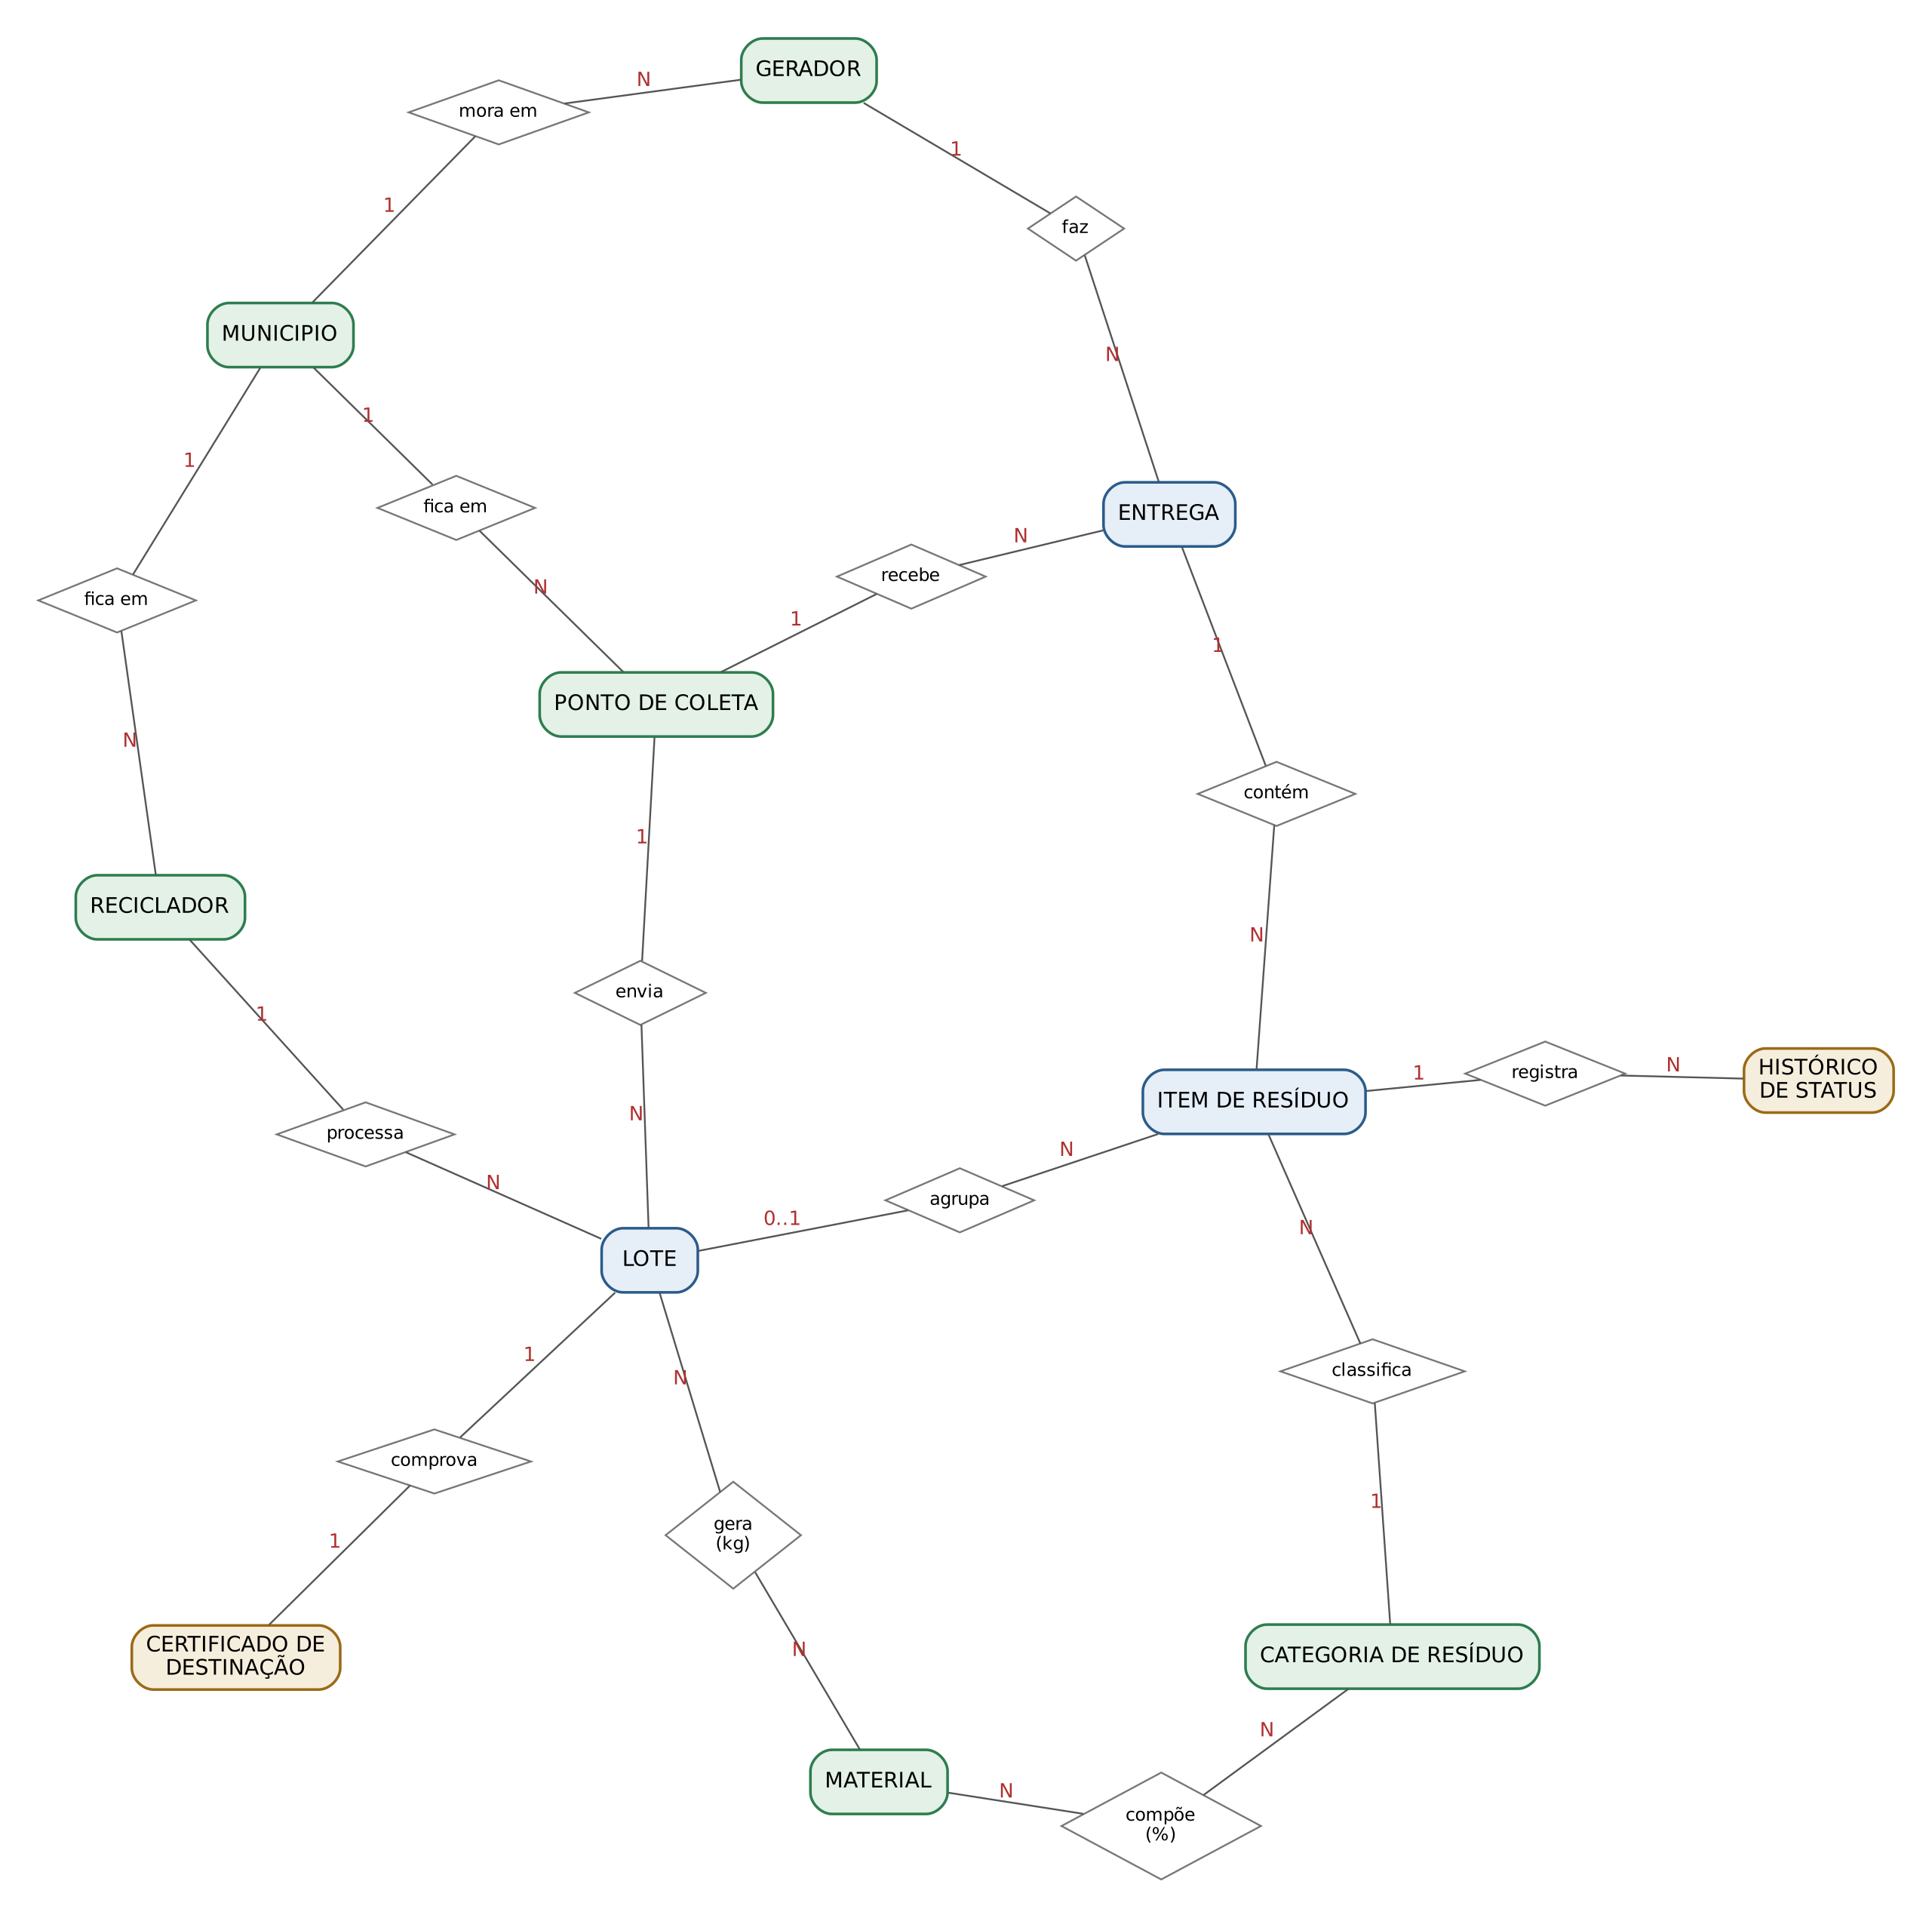 GERADOR
N
mora em
1
faz
1
MUNICIPIO
N
1
1
fica em
ENTREGA
N
recebe
N
fica em
1
PONTO DE COLETA
N
1
1
contém
RECICLADOR
N
envia
1
N
1
registra
N
HISTÓRICO
DE STATUS
ITEM DE RESÍDUO
processa
N
N
agrupa
N
0..1
N
LOTE
1
N
classifica
comprova
1
1
gera
(kg)
N
CERTIFICADO DE
DESTINAÇÃO
CATEGORIA DE RESÍDUO
N
MATERIAL
N
compõe
(%)